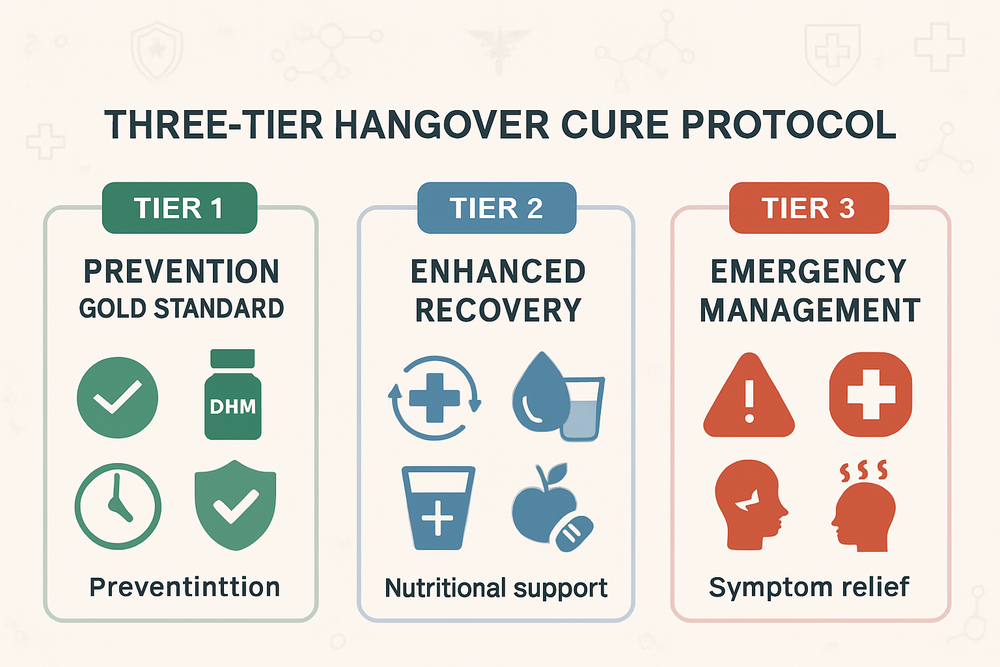 THREE-TIER HANGOVER CURE PROTOCOL
TIER 1
PREVENTION
GOLD STANDARD
DHM
Preventinttion
TIER 2
ENHANCED
RECOVERY
Nutritional support
TIER 3
EMERGENCY
MANAGEMENT
Symptom relief